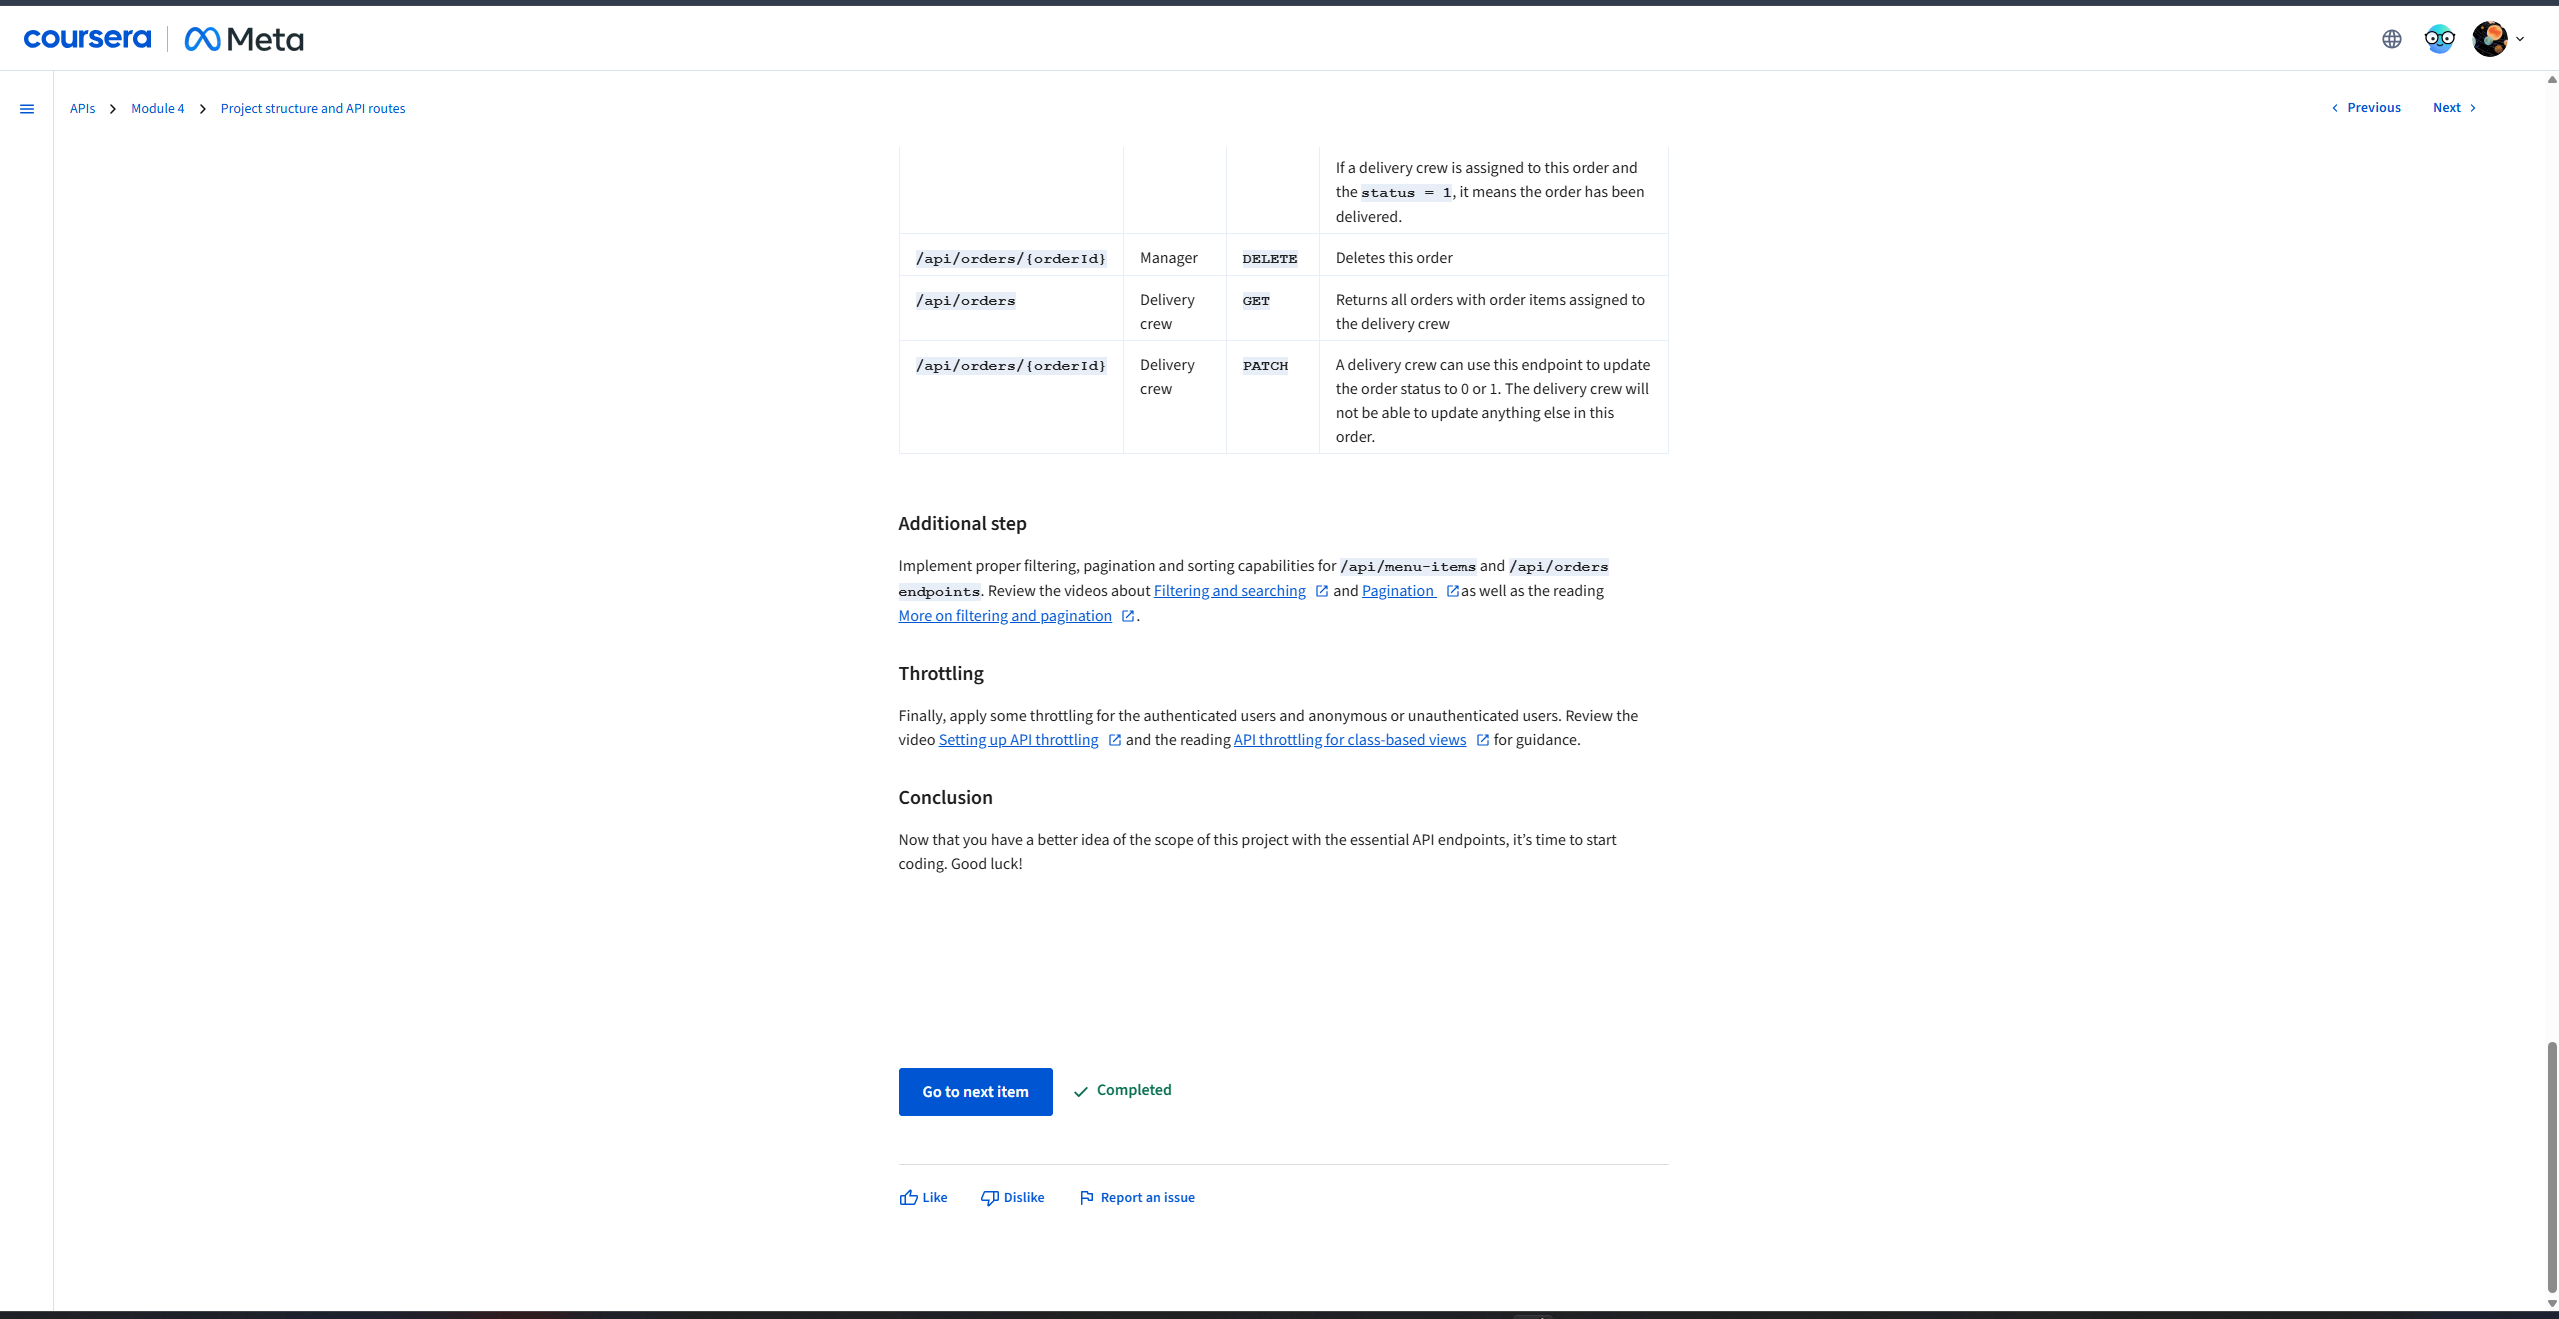 coursera | Meta
APIs > Module 4 > Project structure and API routes
Previous Next
If a delivery crew is assigned to this order and
the status = 1, it means the order has been
delivered.
/api/orders/{orderId} Manager DELETE Deletes this order
/api/orders Delivery GET Returns all orders with order items assigned to
crew the delivery crew
/api/orders/{orderId} Delivery PATCH A delivery crew can use this endpoint to update
crew the order status to 0 or 1. The delivery crew will
not be able to update anything else in this
order.
Additional step
Implement proper filtering, pagination and sorting capabilities for /api/menu-items and /api/orders
endpoints. Review the videos about Filtering and searching and Pagination as well as the reading
More on filtering and pagination .
Throttling
Finally, apply some throttling for the authenticated users and anonymous or unauthenticated users. Review the
video Setting up API throttling and the reading API throttling for class-based views for guidance.
Conclusion
Now that you have a better idea of the scope of this project with the essential API endpoints, it’s time to start
coding. Good luck!
Go to next item Completed
Like Dislike Report an issue